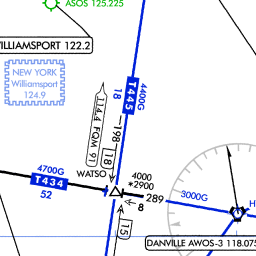 ASOS 125.225
WILLIAMSPORT 122.2
NEW YORK
Williamsport
124.9
T445
18
4400G
114.4 FQM 91
198
18
WATSO
4000
*2900
4700G
T434
52
289
3000G
8
15
H
DANVILLE AWOS-3 118.075